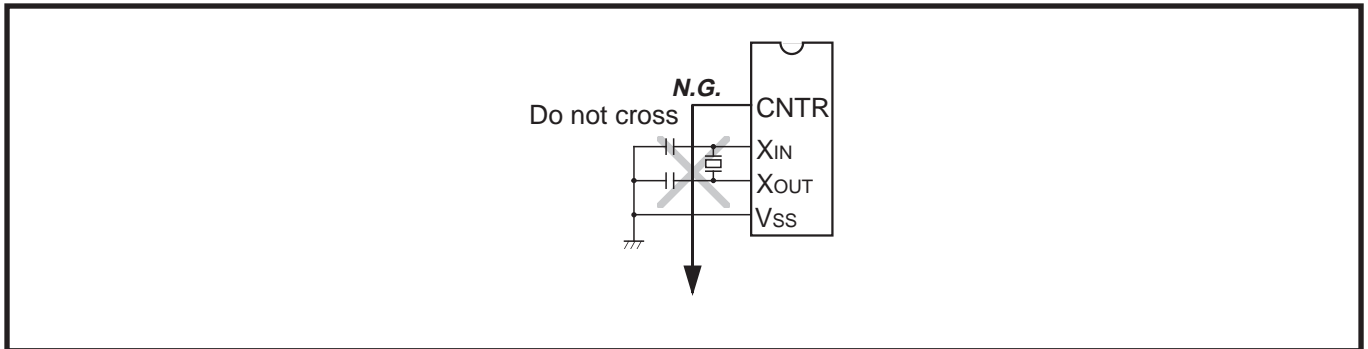 N.G.
Do not cross
CNTR
XIN
XOUT
VSS